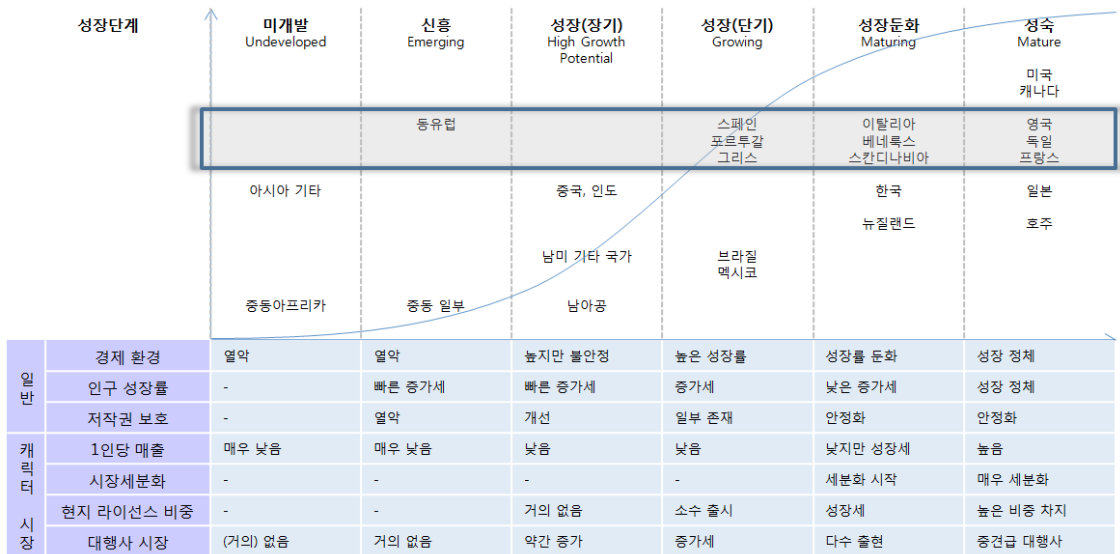 성장단계 미개발 신흥 성장(장기) 성장(단기) 성장둔화 성숙
Undeveloped Emerging High Growth Growing Maturing Mature
Potential
미국
캐나다
동유럽 스페인 이탈리아 영국
포르투갈 베네룩스 독일
그리스 스칸디나비아 프랑스
아시아 기타 중국, 인도 한국 일본
뉴질랜드 호주
남미 기타 국가 브라질
멕시코
중동아프리카 중동 일부 남아공
일반
경제 환경 열악 열악 높지만 불안정 높은 성장률 성장률 둔화 성장 정체
인구 성장률 - 빠른 증가세 빠른 증가세 증가세 낮은 증가세 성장 정체
저작권 보호 - 열악 개선 일부 존재 안정화 안정화
캐릭터 시장
1인당 매출 매우 낮음 매우 낮음 낮음 낮음 낮지만 성장세 높음
시장세분화 - - - - 세분화 시작 매우 세분화
현지 라이선스 비중 - - 거의 없음 소수 출시 성장세 높은 비중 차지
대행사 시장 (거의) 없음 거의 없음 약간 증가 증가세 다수 출현 중견급 대행사